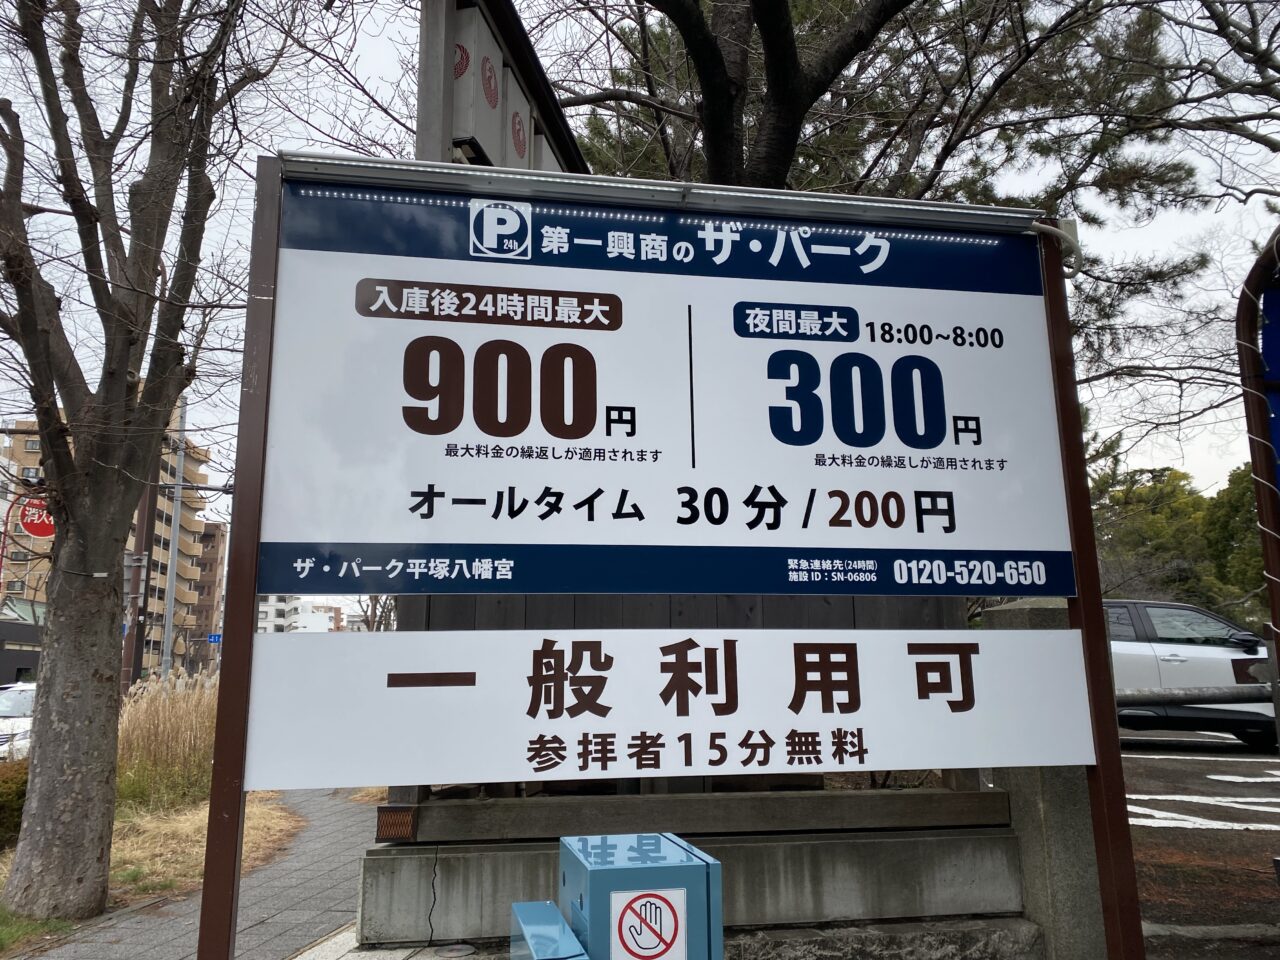 P 24h 第一興商の ザ・パーク
入庫後24時間最大
900円
最大料金の繰返しが適用されます
夜間最大 18:00~8:00
300円
最大料金の繰返しが適用されます
オールタイム 30分/200円
ザ・パーク平塚八幡宮
緊急連絡先(24時間)
施設ID:SN-06806
0120-520-650
一般利用可
参拝者15分無料